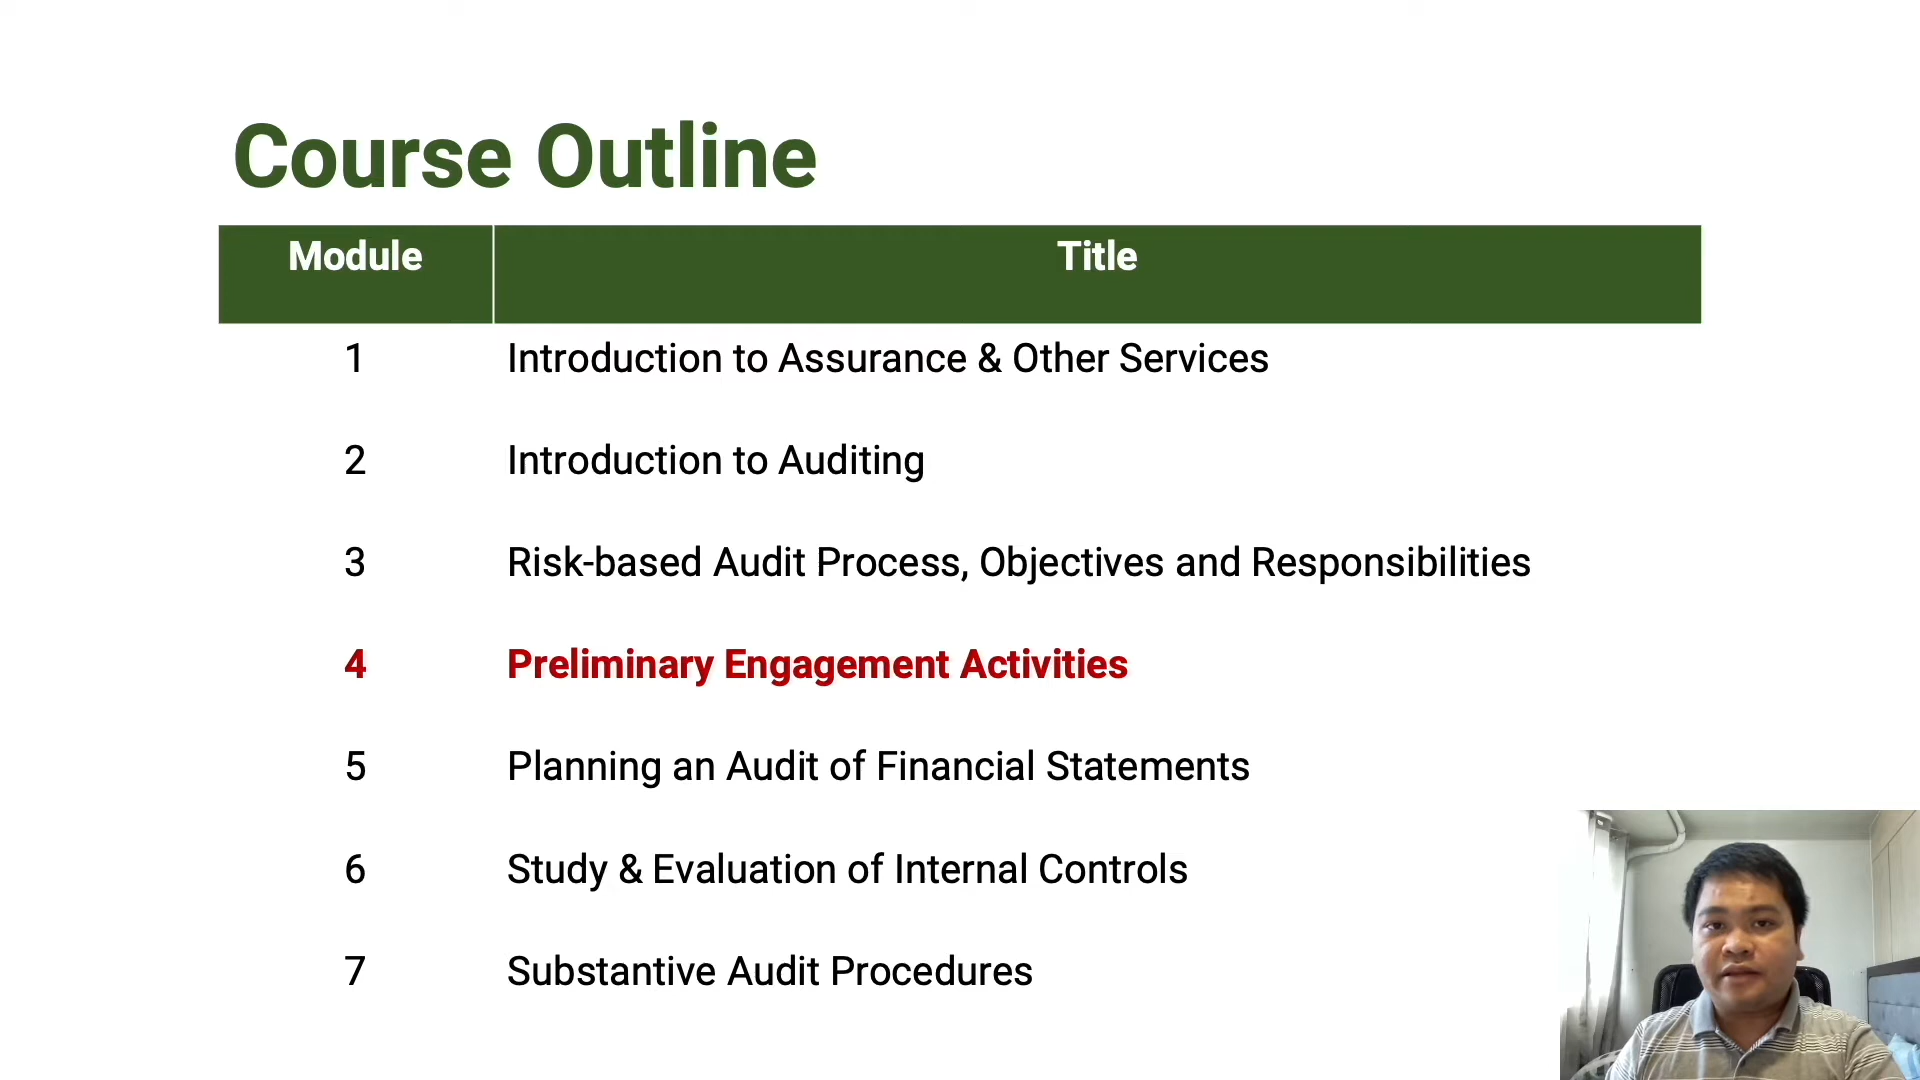 Course Outline
Module Title
1 Introduction to Assurance & Other Services
2 Introduction to Auditing
3 Risk-based Audit Process, Objectives and Responsibilities
4 Preliminary Engagement Activities
5 Planning an Audit of Financial Statements
6 Study & Evaluation of Internal Controls
7 Substantive Audit Procedures